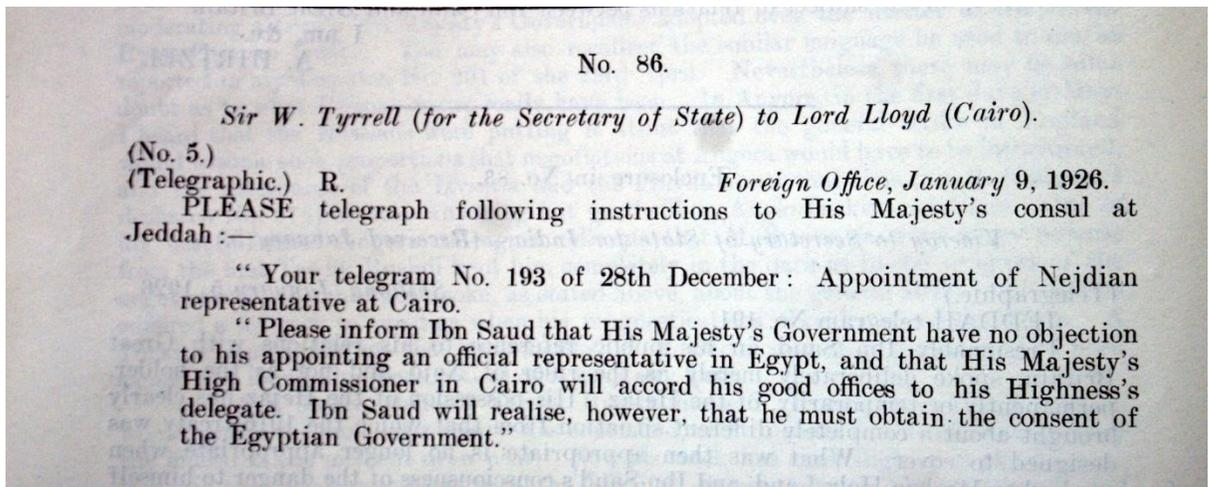 No. 86.
Sir W. Tyrrell (for the Secretary of State) to Lord Lloyd (Cairo).
(No. 5.)
(Telegraphic.) R. Foreign Office, January 9, 1926.
PLEASE telegraph following instructions to His Majesty's consul at
Jeddah :—
“ Your telegram No. 193 of 28th December : Appointment of Nejdian
representative at Cairo.
“ Please inform Ibn Saud that His Majesty's Government have no objection
to his appointing an official representative in Egypt, and that His Majesty's
High Commissioner in Cairo will accord his good offices to his Highness's
delegate. Ibn Saud will realise, however, that he must obtain the consent of
the Egyptian Government.”